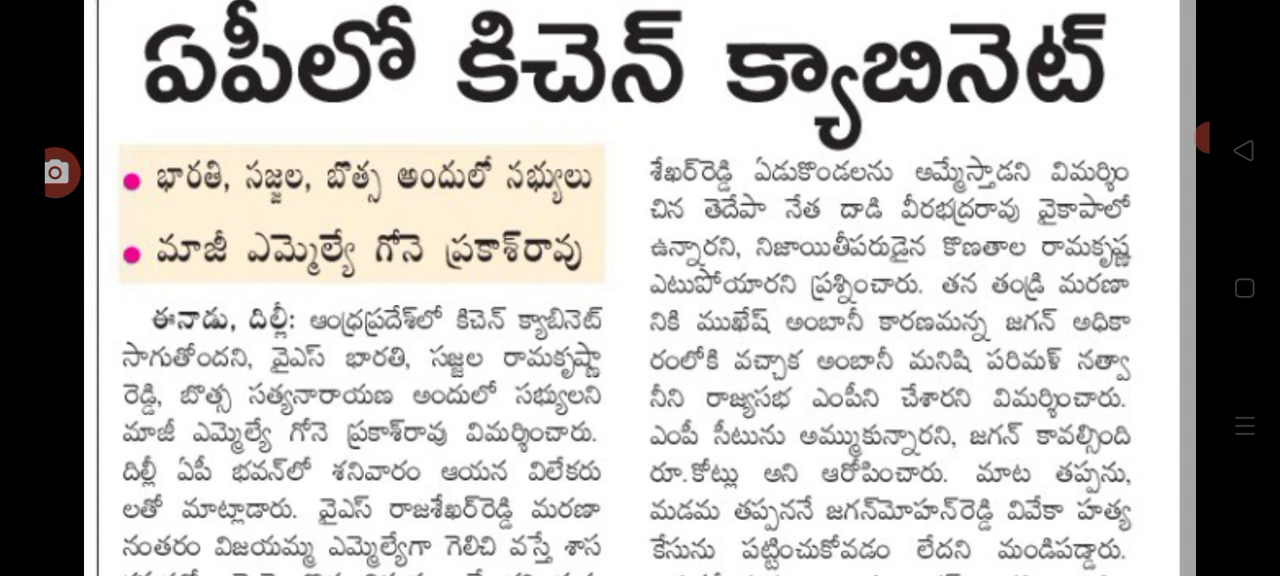 ఏపీలో కిచెన్ క్యాబినెట్
• భారతి, సజ్జల, బొత్స అందులో సభ్యులు
• మాజీ ఎమ్మెల్యే గోనె ప్రకాశ్‌రావు
ఈనాడు, దిల్లీ: ఆంధ్రప్రదేశ్‌లో కిచెన్ క్యాబినెట్
సాగుతోందని, వైఎస్ భారతి, సజ్జల రామకృష్ణా
రెడ్డి, బొత్స సత్యనారాయణ అందులో సభ్యులని
మాజీ ఎమ్మెల్యే గోనె ప్రకాశ్‌రావు విమర్శించారు.
దిల్లీ ఏపీ భవన్‌లో శనివారం ఆయన విలేకరు
లతో మాట్లాడారు. వైఎస్ రాజశేఖర్‌రెడ్డి మరణా
నంతరం విజయమ్మ ఎమ్మెల్యేగా గెలిచి వస్తే శాస
శేఖర్‌రెడ్డి ఏడుకొండలను అమ్మేస్తాడని విమర్శిం
చిన తెదేపా నేత దాడి వీరభద్రరావు వైకాపాలో
ఉన్నారని, నిజాయితీపరుడైన కొణతాల రామకృష్ణ
ఎటుపోయారని ప్రశ్నించారు. తన తండ్రి మరణా
నికి ముఖేష్ అంబానీ కారణమన్న జగన్ అధికా
రంలోకి వచ్చాక అంబానీ మనిషి పరిమళ్ నత్వా
నీని రాజ్యసభ ఎంపీని చేశారని విమర్శించారు.
ఎంపీ సీటును అమ్ముకున్నారని, జగన్ కావల్సింది
రూ.కోట్లు అని ఆరోపించారు. మాట తప్పను,
మడమ తప్పననే జగన్‌మోహన్‌రెడ్డి వివేకా హత్య
కేసును పట్టించుకోవడం లేదని మండిపడ్డారు.